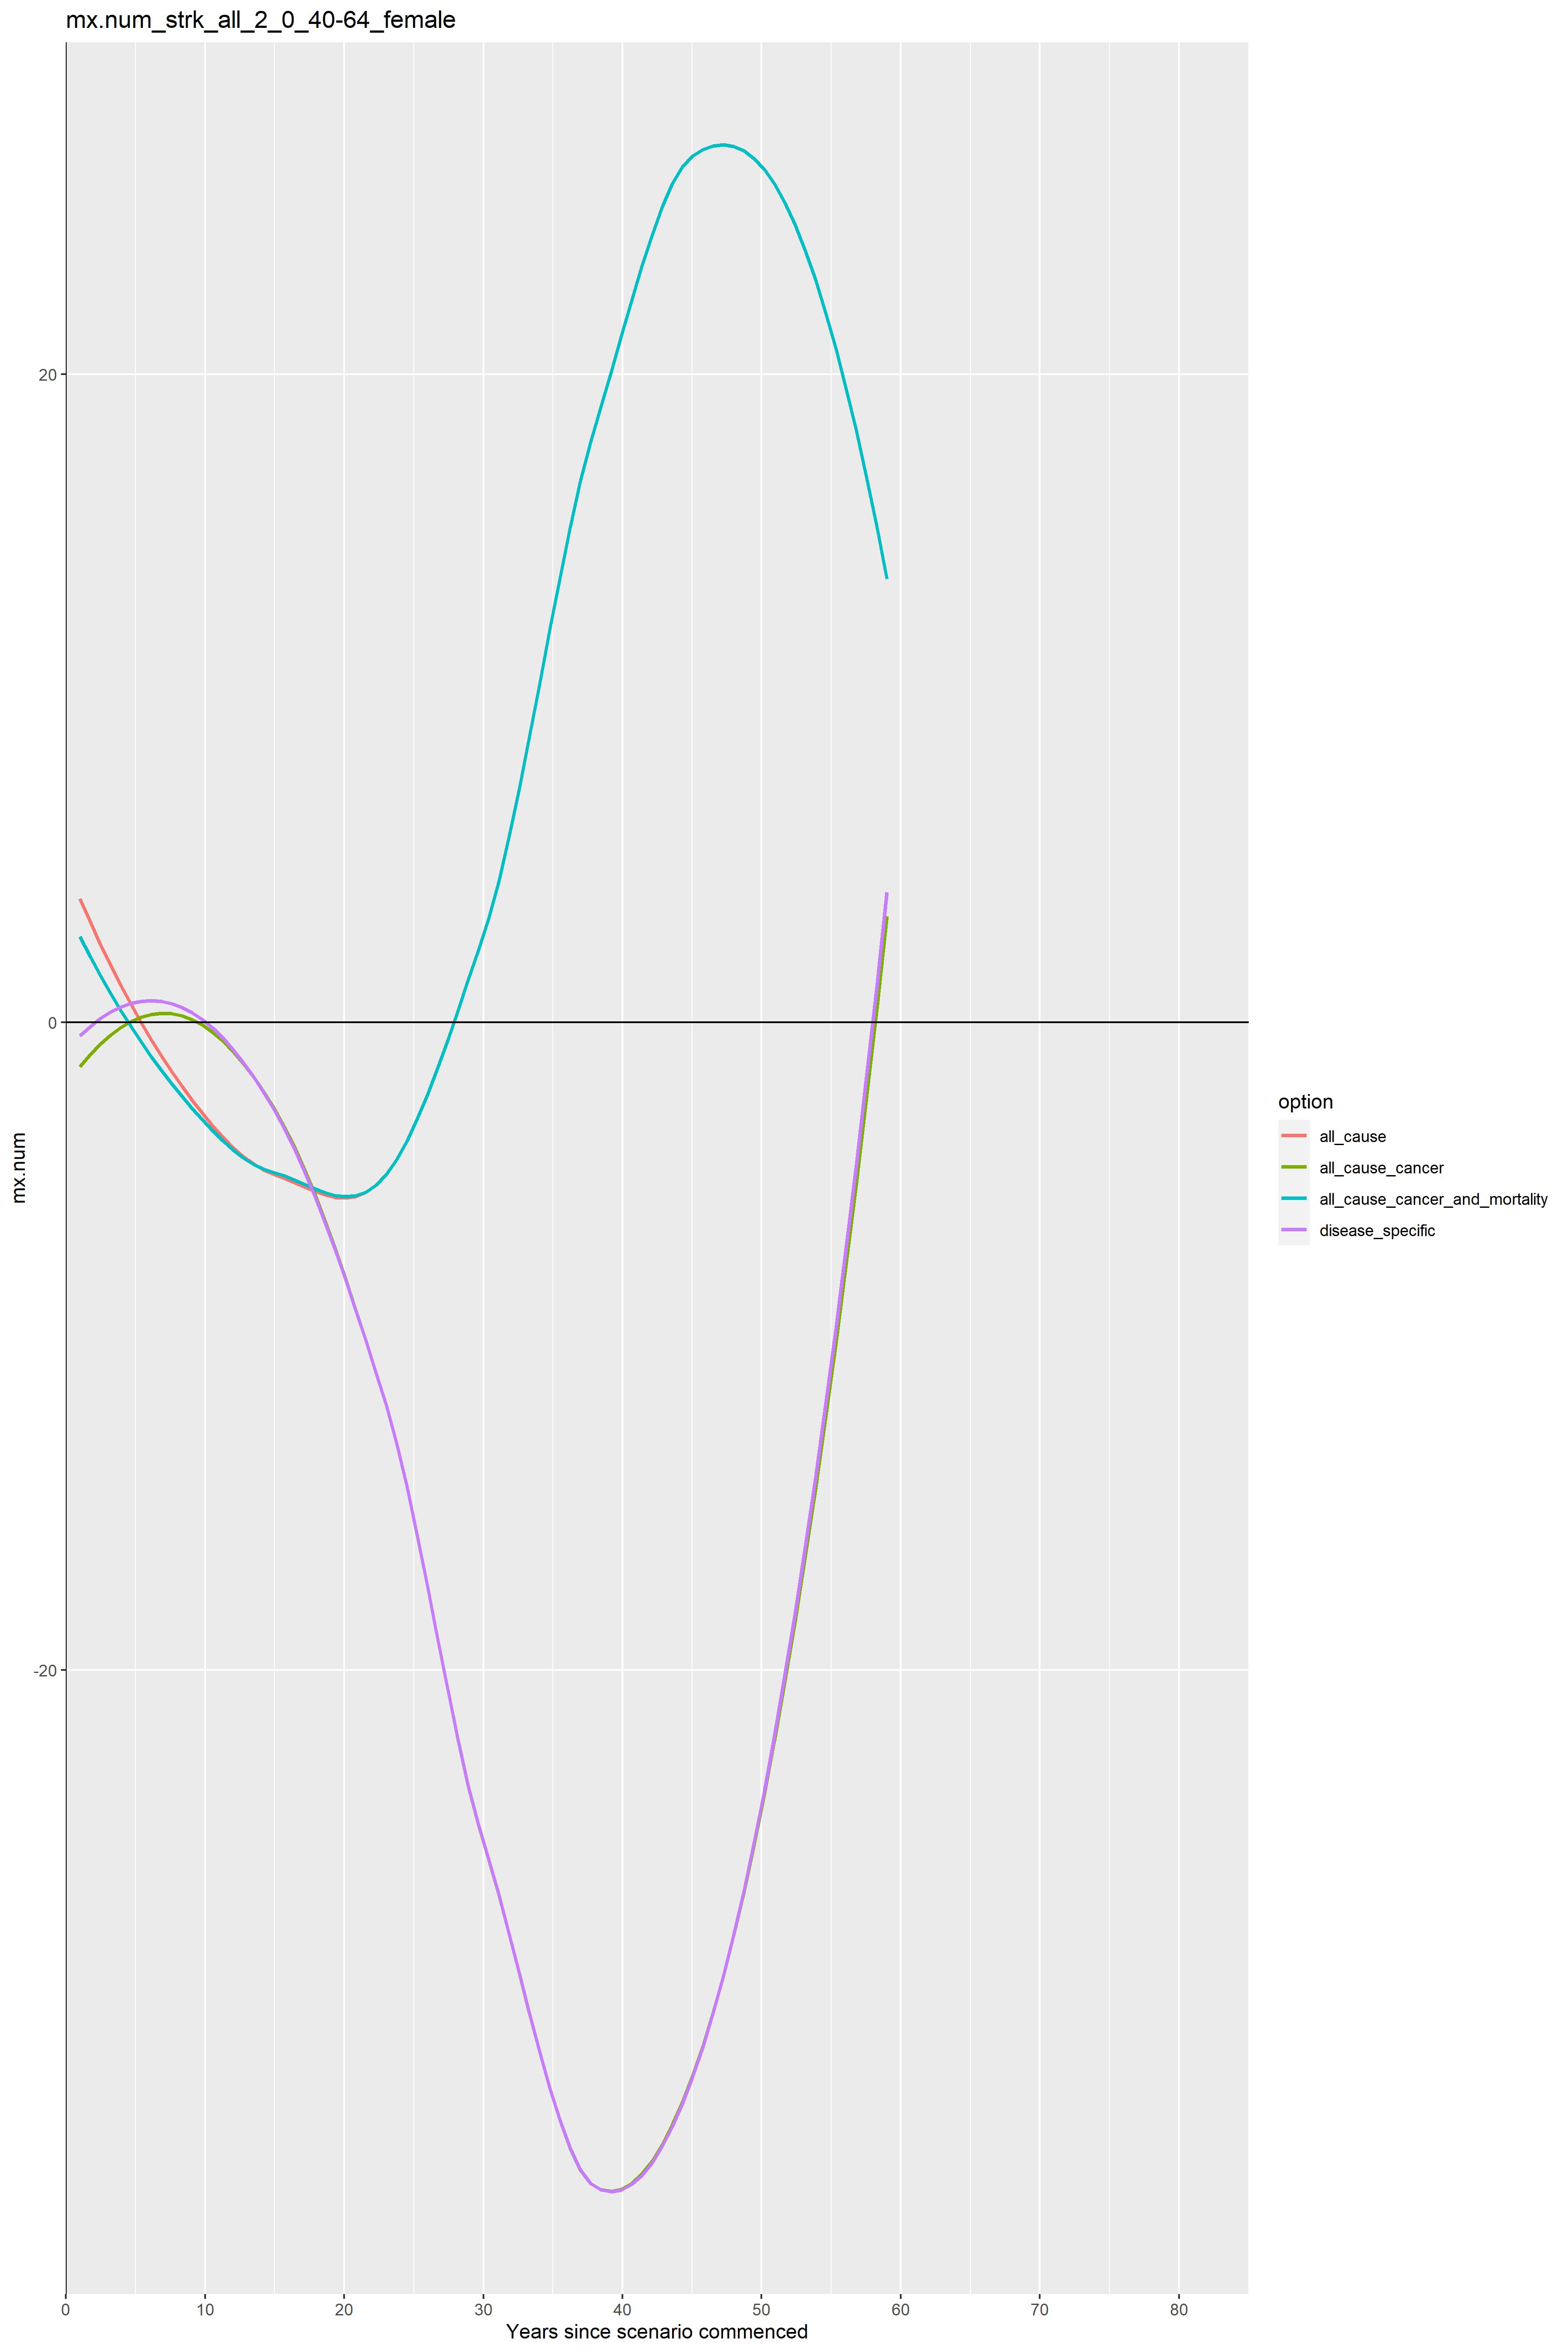 mx.num_strk_all_2_0_40-64_female
20
0
-20
mx.num
0 10 20 30 40 50 60 70 80
Years since scenario commenced
option
all_cause
all_cause_cancer
all_cause_cancer_and_mortality
disease_specific